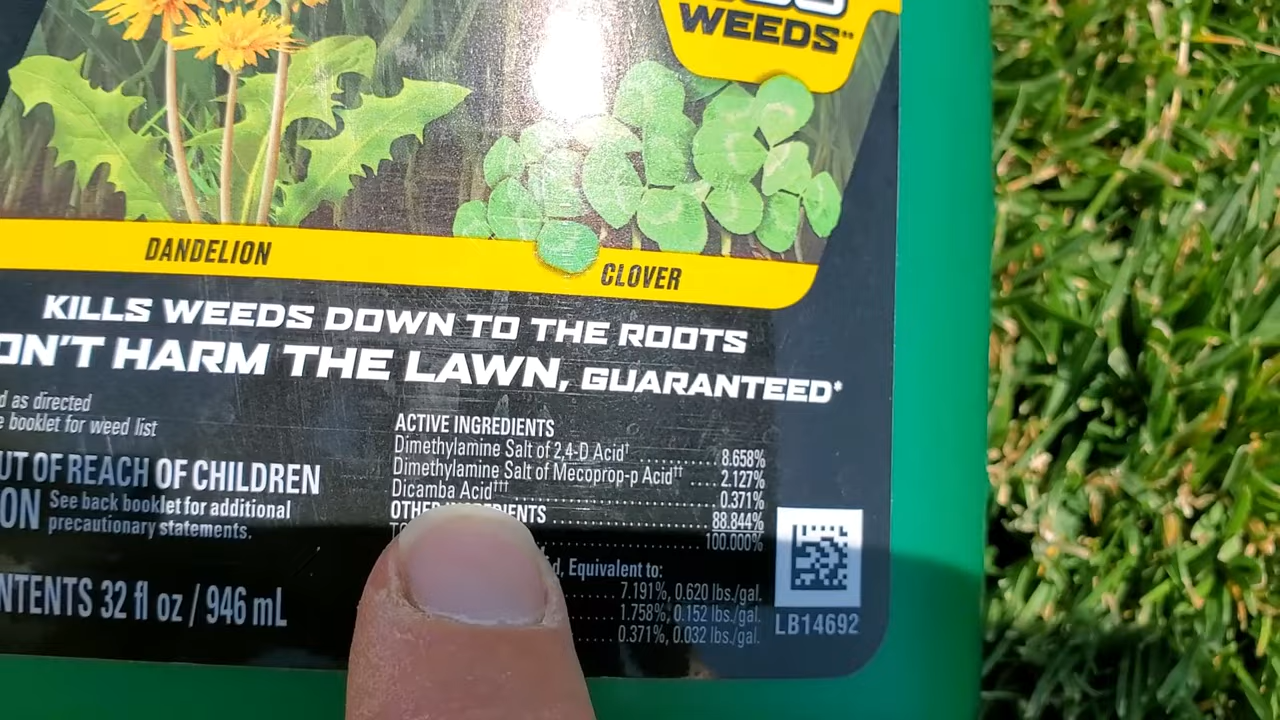 WEEDS**
DANDELION
CLOVER
KILLS WEEDS DOWN TO THE ROOTS
ON'T HARM THE LAWN, GUARANTEED*
d as directed
e booklet for weed list
UT OF REACH OF CHILDREN
ON See back booklet for additional
precautionary statements.
NTENTS 32 fl oz / 946 mL
ACTIVE INGREDIENTS
Dimethylamine Salt of 2,4-D Acid† ........ 8.658%
Dimethylamine Salt of Mecoprop-p Acid†† .... 2.127%
Dicamba Acid††† ........ 0.371%
OTHER INGREDIENTS ........ 88.844%
........ 100.000%
d, Equivalent to:
7.191%, 0.620 lbs./gal.
1.758%, 0.152 lbs./gal.
0.371%, 0.032 lbs./gal.
LB14692